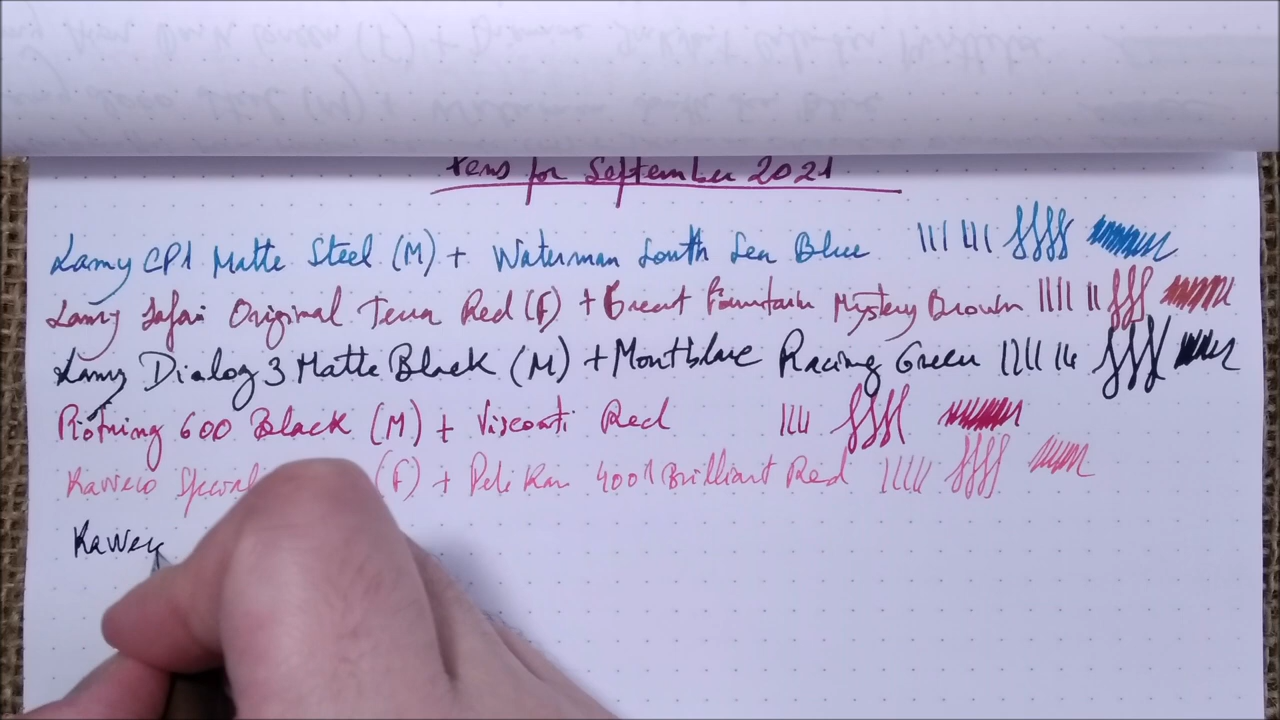 Pens for September 2021
Lamy CP1 Matte Steel (M) + Waterman South Sea Blue
Lamy Safari Original Terra Red (F) + Great Fountain Mystery Brown
Lamy Dialog 3 Matte Black (M) + Montblanc Racing Green
Rotring 600 Black (M) + Visconti Red
Kaweco Special (F) + Pelikan 4001 Brilliant Red
Kawec